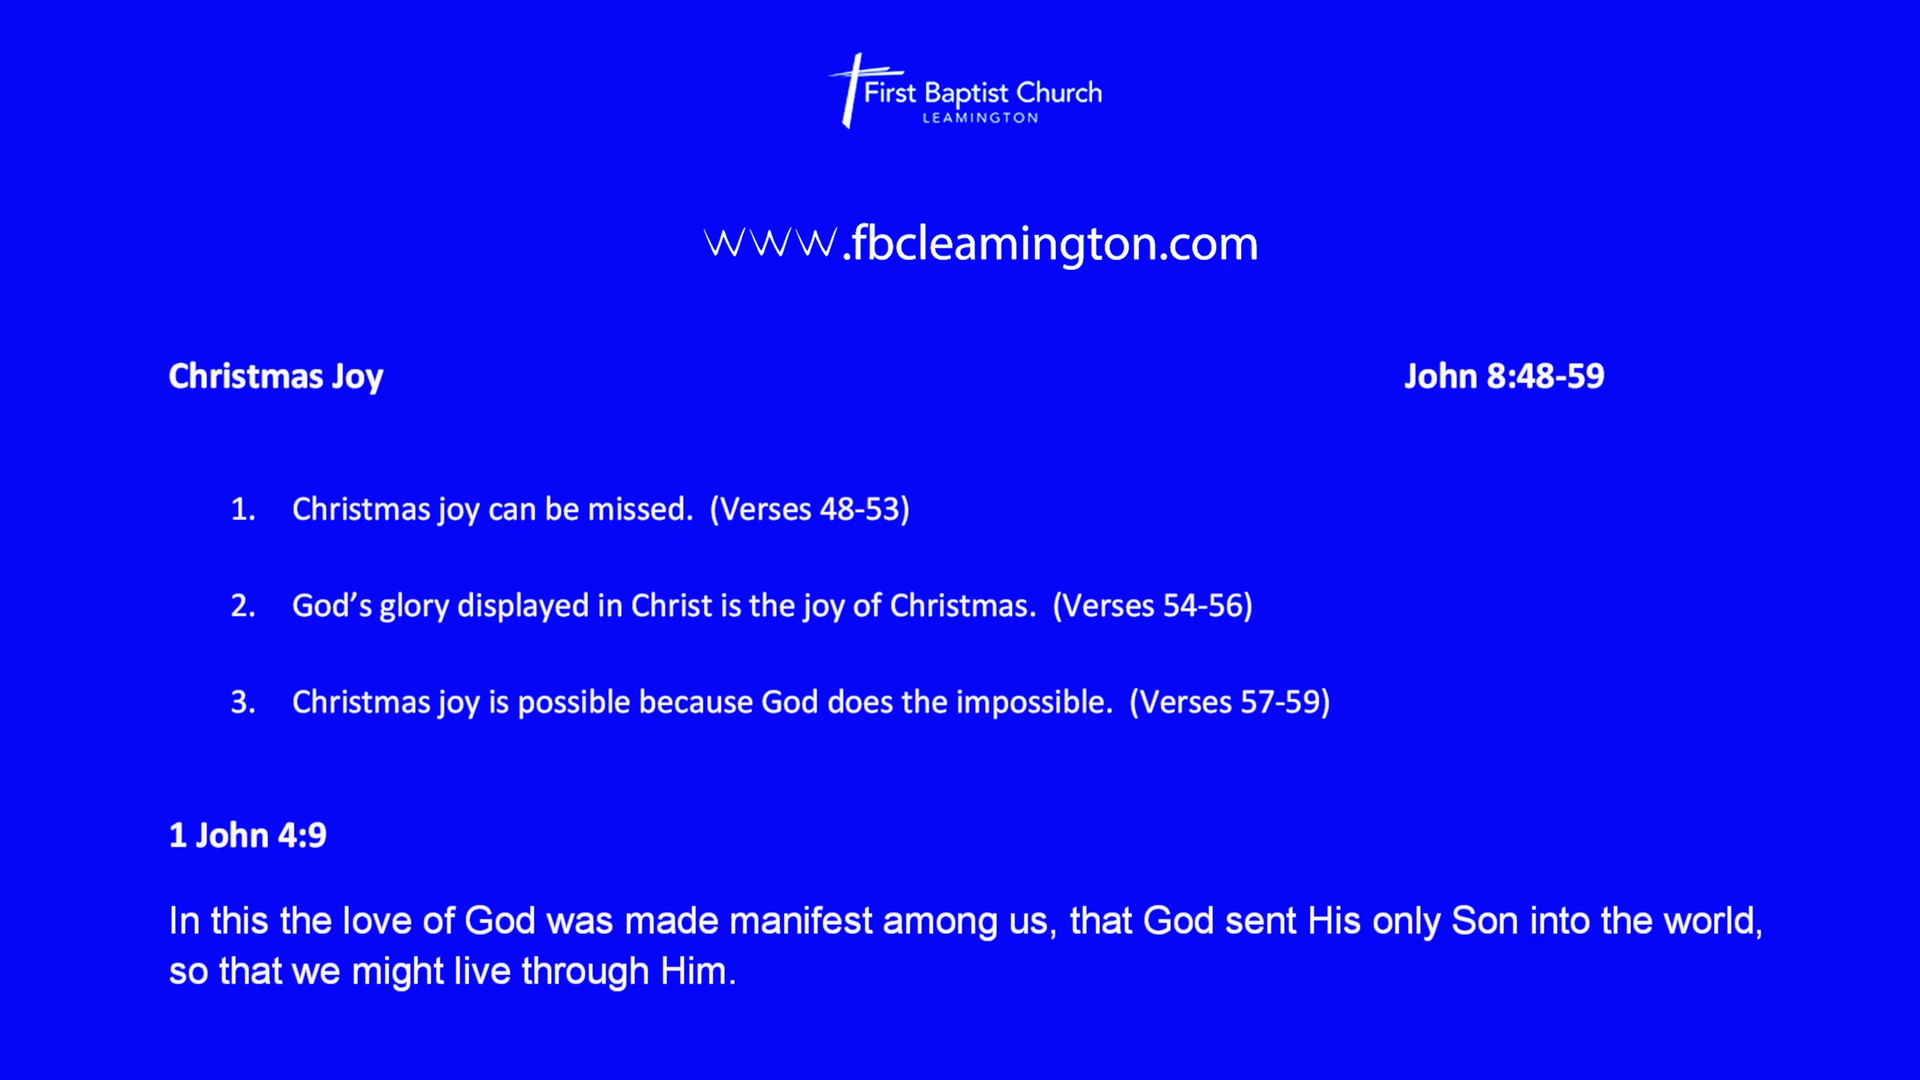 First Baptist Church
LEAMINGTON
www.fbcleamington.com
Christmas Joy John 8:48-59
1. Christmas joy can be missed. (Verses 48-53)
2. God’s glory displayed in Christ is the joy of Christmas. (Verses 54-56)
3. Christmas joy is possible because God does the impossible. (Verses 57-59)
1 John 4:9
In this the love of God was made manifest among us, that God sent His only Son into the world,
so that we might live through Him.